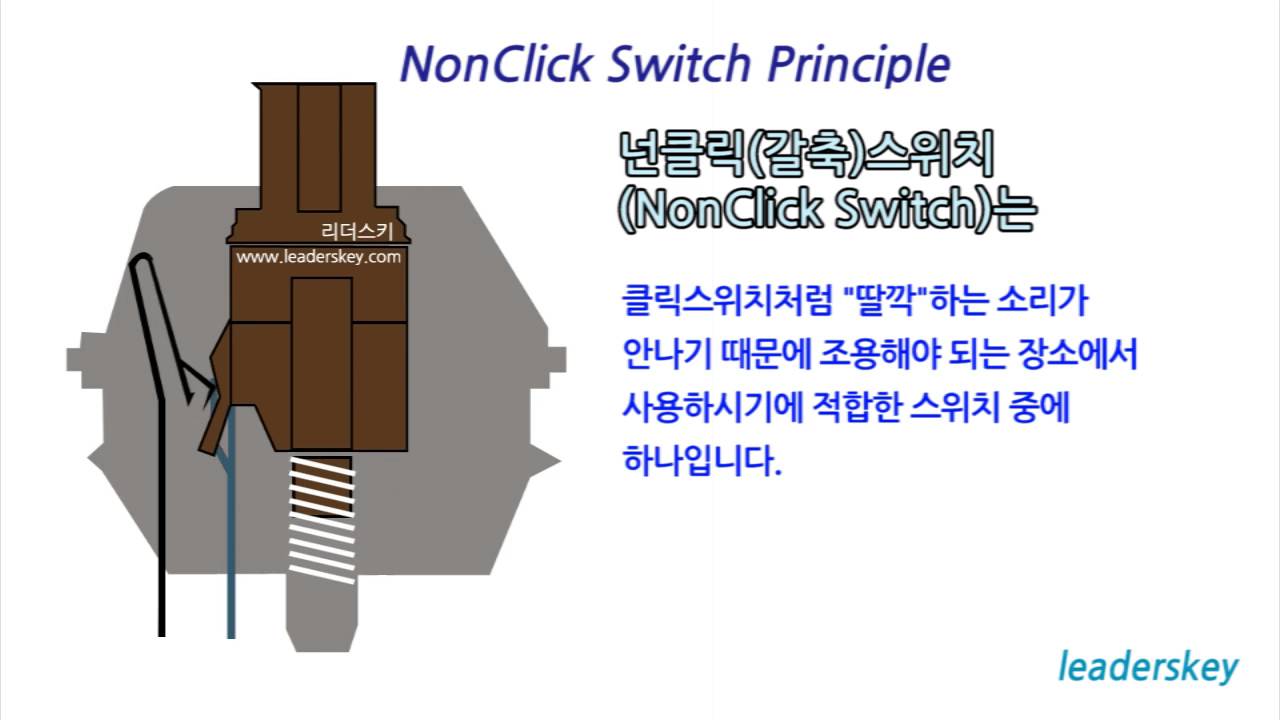 NonClick Switch Principle
넌클릭(갈축)스위치
(NonClick Switch)는
리더스키
www.leaderskey.com
클릭스위치처럼 "딸깍"하는 소리가
안나기 때문에 조용해야 되는 장소에서
사용하시기에 적합한 스위치 중에
하나입니다.
leaderskey